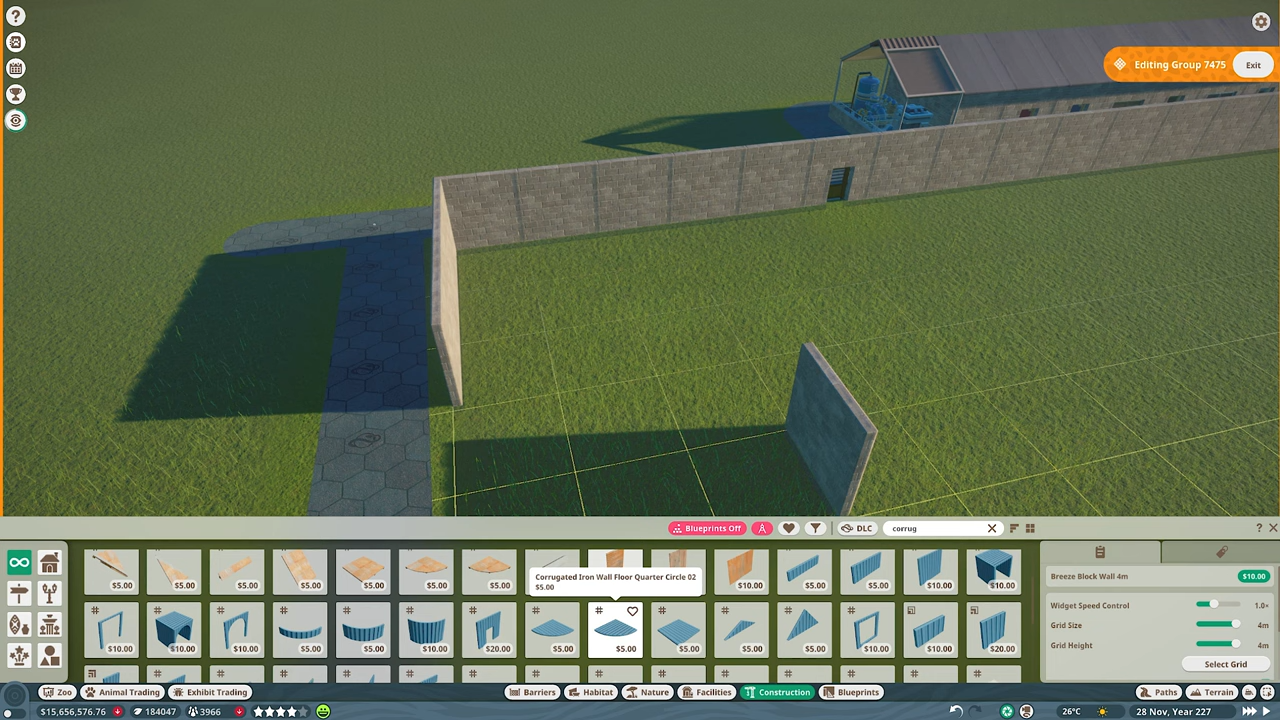 ?
Editing Group 7475
Exit
Blueprints Off
DLC
corrug
?
$5.00 $5.00 $5.00 $5.00 $5.00 $5.00 $5.00 $10.00 $5.00 $5.00 $10.00 $10.00
Corrugated Iron Wall Floor Quarter Circle 02
$5.00
$10.00 $10.00 $10.00 $5.00 $5.00 $10.00 $20.00 $5.00 $5.00 $5.00 $5.00 $5.00 $10.00 $5.00 $20.00
Breeze Block Wall 4m $10.00
Widget Speed Control 1.0×
Grid Size 4m
Grid Height 4m
Select Grid
Zoo Animal Trading Exhibit Trading Barriers Habitat Nature Facilities Construction Blueprints Paths Terrain
$15,656,576.76 184047 3966 26°C 28 Nov, Year 227